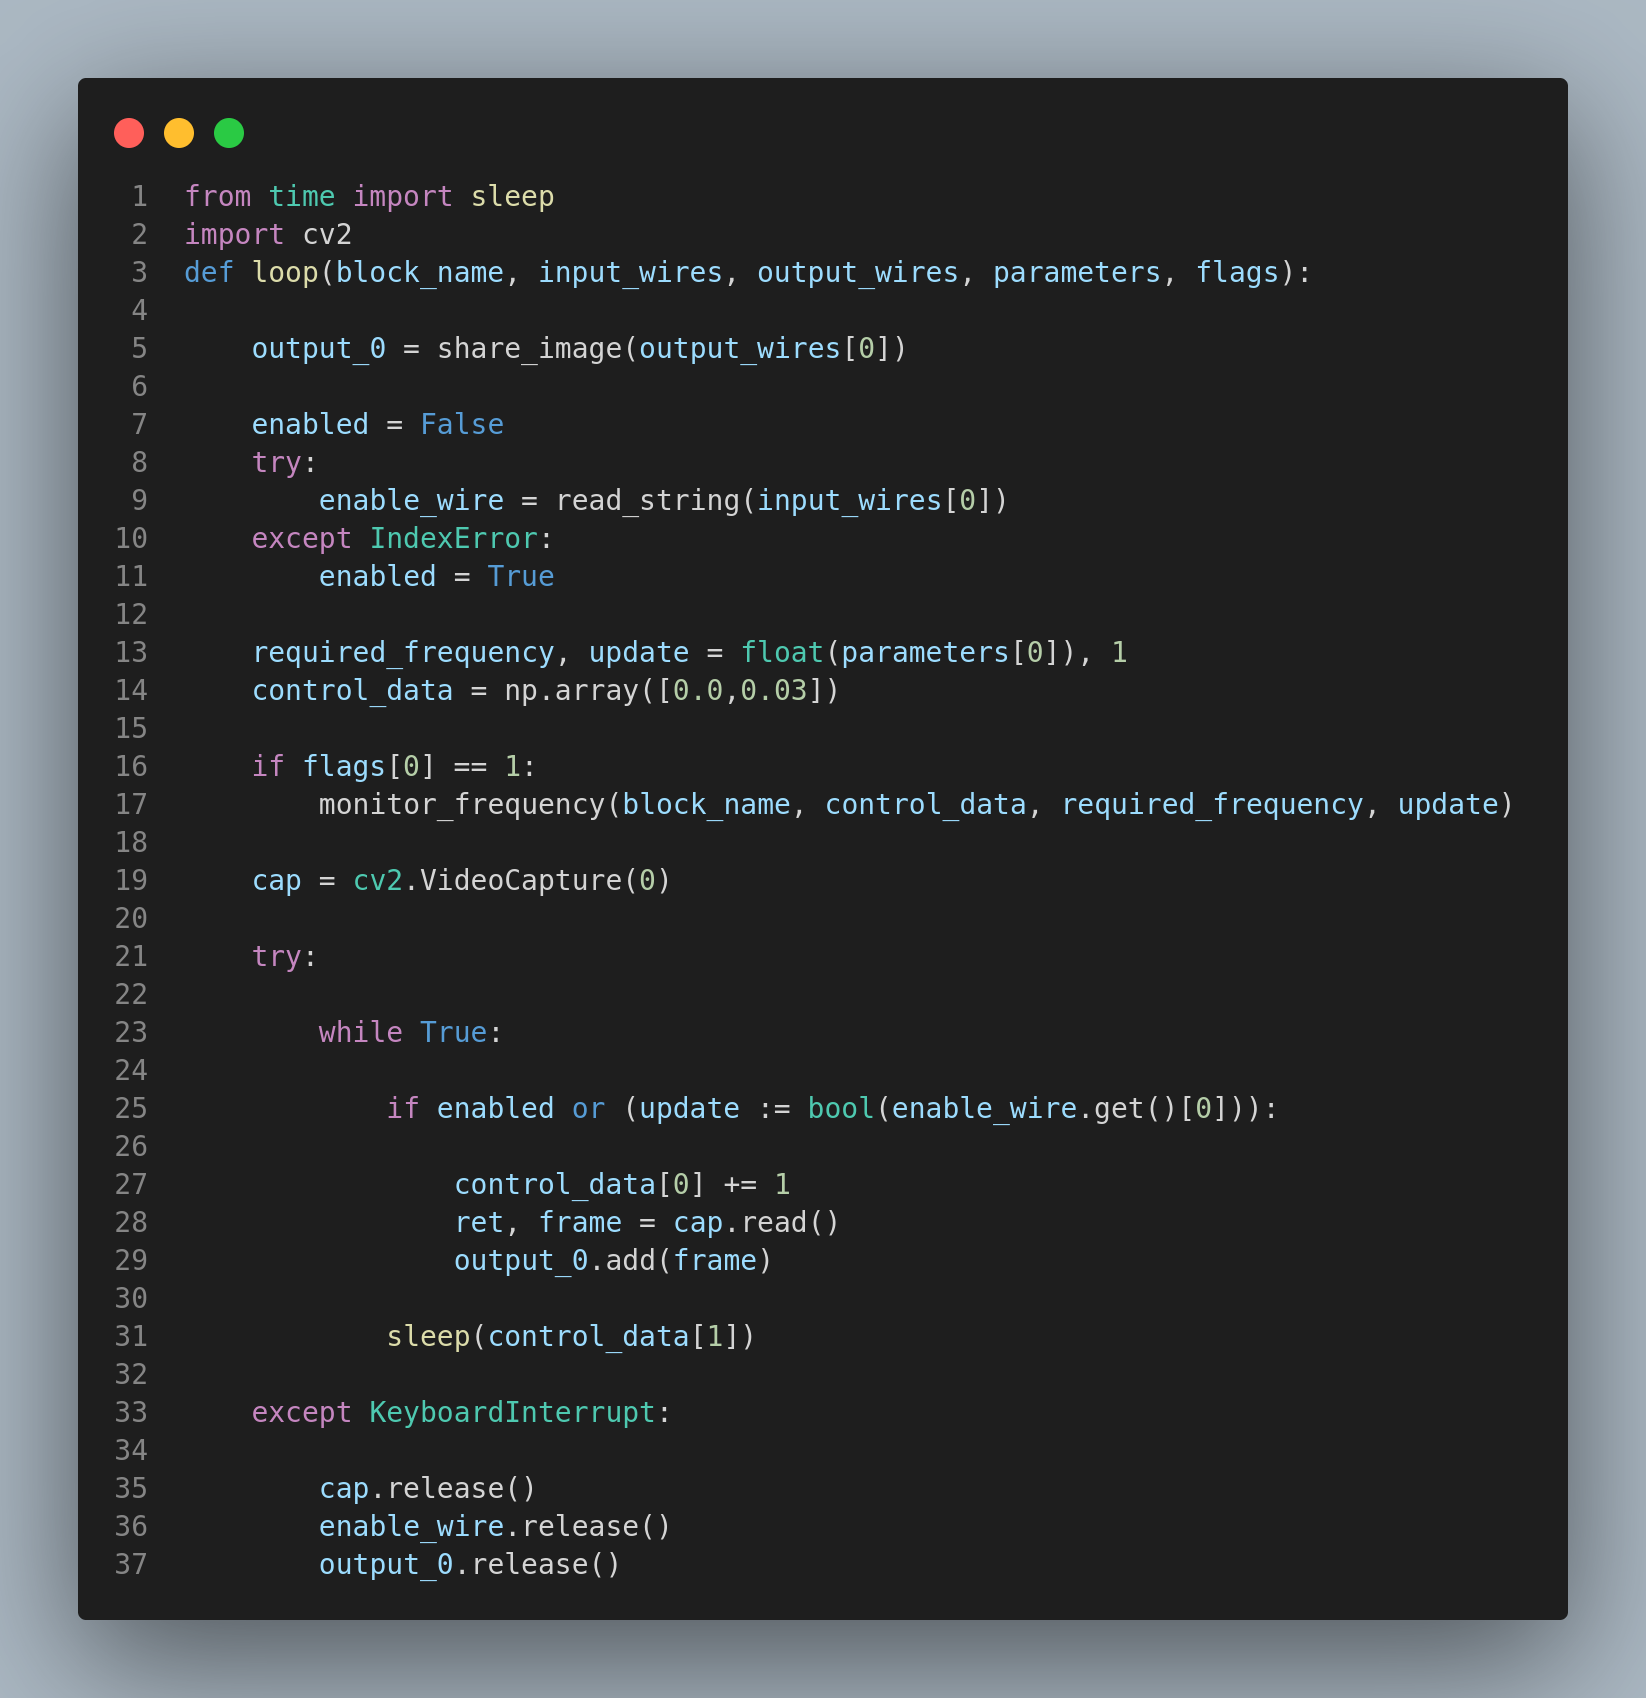 1 from time import sleep
2 import cv2
3 def loop(block_name, input_wires, output_wires, parameters, flags):
4
5     output_0 = share_image(output_wires[0])
6
7     enabled = False
8     try:
9         enable_wire = read_string(input_wires[0])
10     except IndexError:
11         enabled = True
12
13     required_frequency, update = float(parameters[0]), 1
14     control_data = np.array([0.0,0.03])
15
16     if flags[0] == 1:
17         monitor_frequency(block_name, control_data, required_frequency, update)
18
19     cap = cv2.VideoCapture(0)
20
21     try:
22
23         while True:
24
25             if enabled or (update := bool(enable_wire.get()[0])):
26
27                 control_data[0] += 1
28                 ret, frame = cap.read()
29                 output_0.add(frame)
30
31             sleep(control_data[1])
32
33     except KeyboardInterrupt:
34
35         cap.release()
36         enable_wire.release()
37         output_0.release()